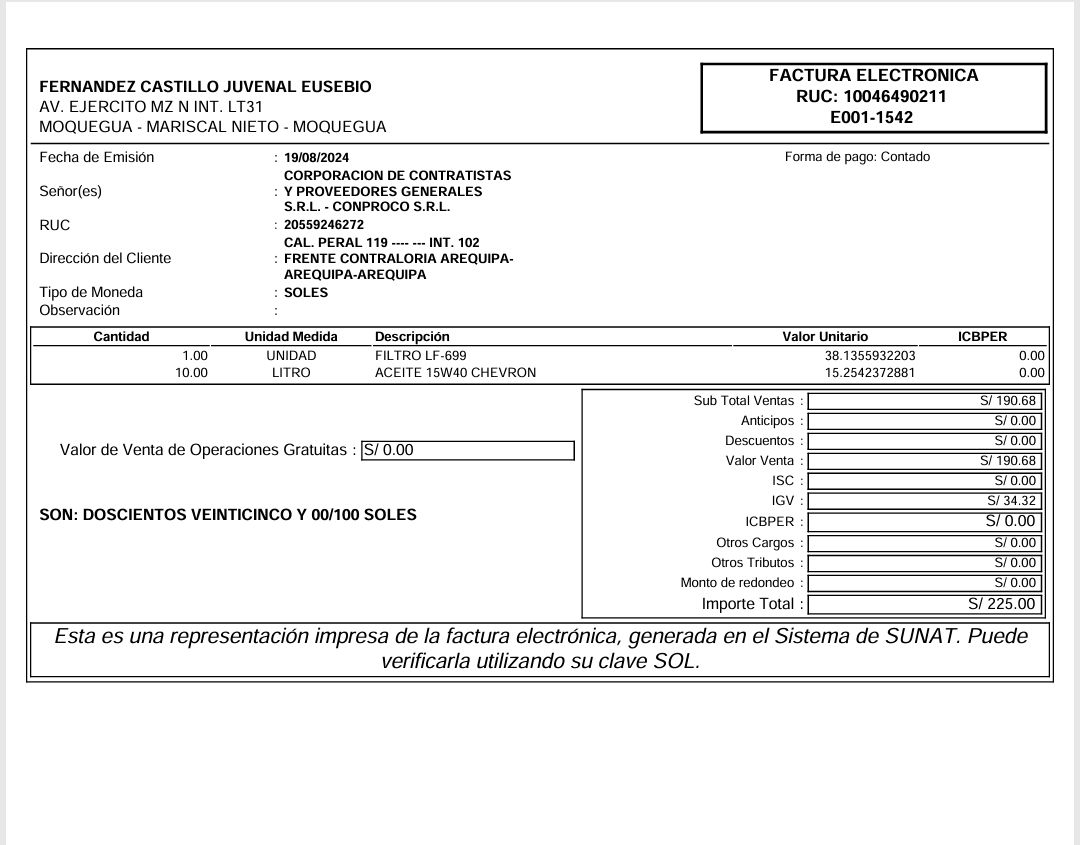 FERNANDEZ CASTILLO JUVENAL EUSEBIO
AV. EJERCITO MZ N INT. LT31
MOQUEGUA - MARISCAL NIETO - MOQUEGUA
FACTURA ELECTRONICA
RUC: 10046490211
E001-1542
Fecha de Emisión : 19/08/2024
Forma de pago: Contado
Señor(es) : CORPORACION DE CONTRATISTAS
Y PROVEEDORES GENERALES
S.R.L. - CONPROCO S.R.L.
RUC : 20559246272
Dirección del Cliente : CAL. PERAL 119 ---- --- INT. 102
FRENTE CONTRALORIA AREQUIPA-
AREQUIPA-AREQUIPA
Tipo de Moneda : SOLES
Observación :
Cantidad Unidad Medida Descripción Valor Unitario ICBPER
1.00 UNIDAD FILTRO LF-699 38.1355932203 0.00
10.00 LITRO ACEITE 15W40 CHEVRON 15.2542372881 0.00
Valor de Venta de Operaciones Gratuitas : S/ 0.00
SON: DOSCIENTOS VEINTICINCO Y 00/100 SOLES
Sub Total Ventas : S/ 190.68
Anticipos : S/ 0.00
Descuentos : S/ 0.00
Valor Venta : S/ 190.68
ISC : S/ 0.00
IGV : S/ 34.32
ICBPER : S/ 0.00
Otros Cargos : S/ 0.00
Otros Tributos : S/ 0.00
Monto de redondeo : S/ 0.00
Importe Total : S/ 225.00
Esta es una representación impresa de la factura electrónica, generada en el Sistema de SUNAT. Puede
verificarla utilizando su clave SOL.